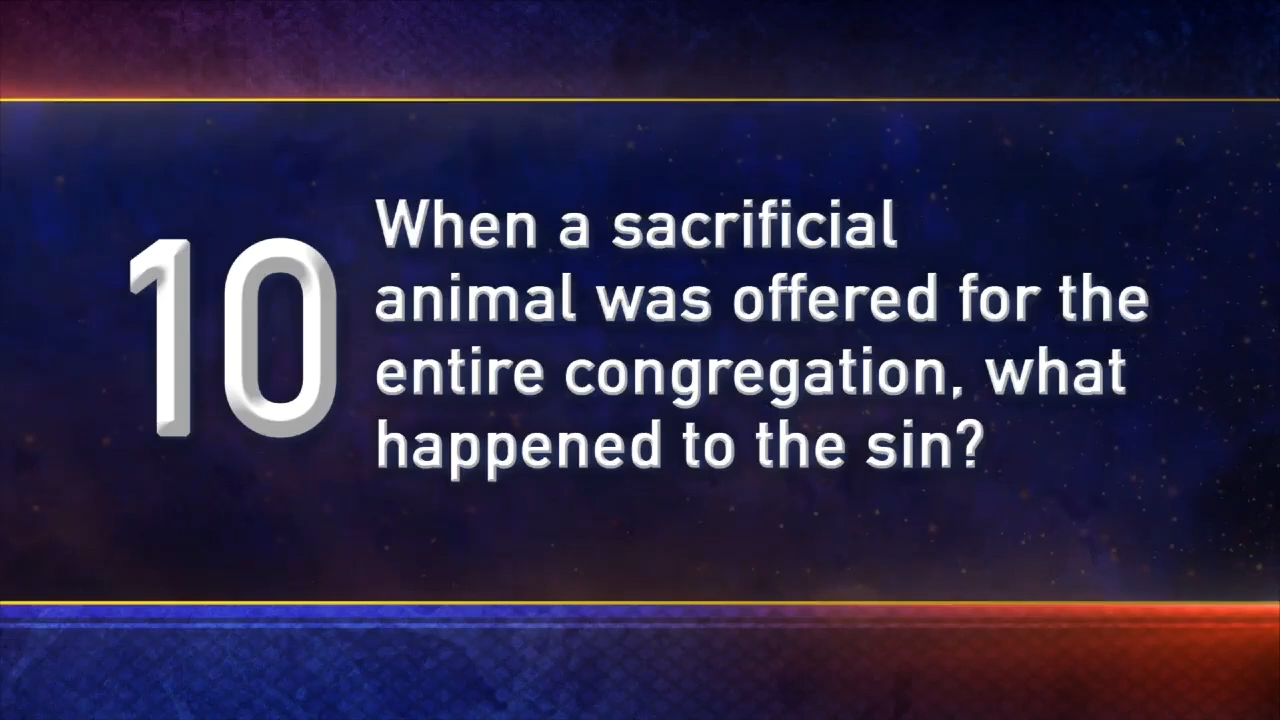 10
When a sacrificial
animal was offered for the
entire congregation, what
happened to the sin?